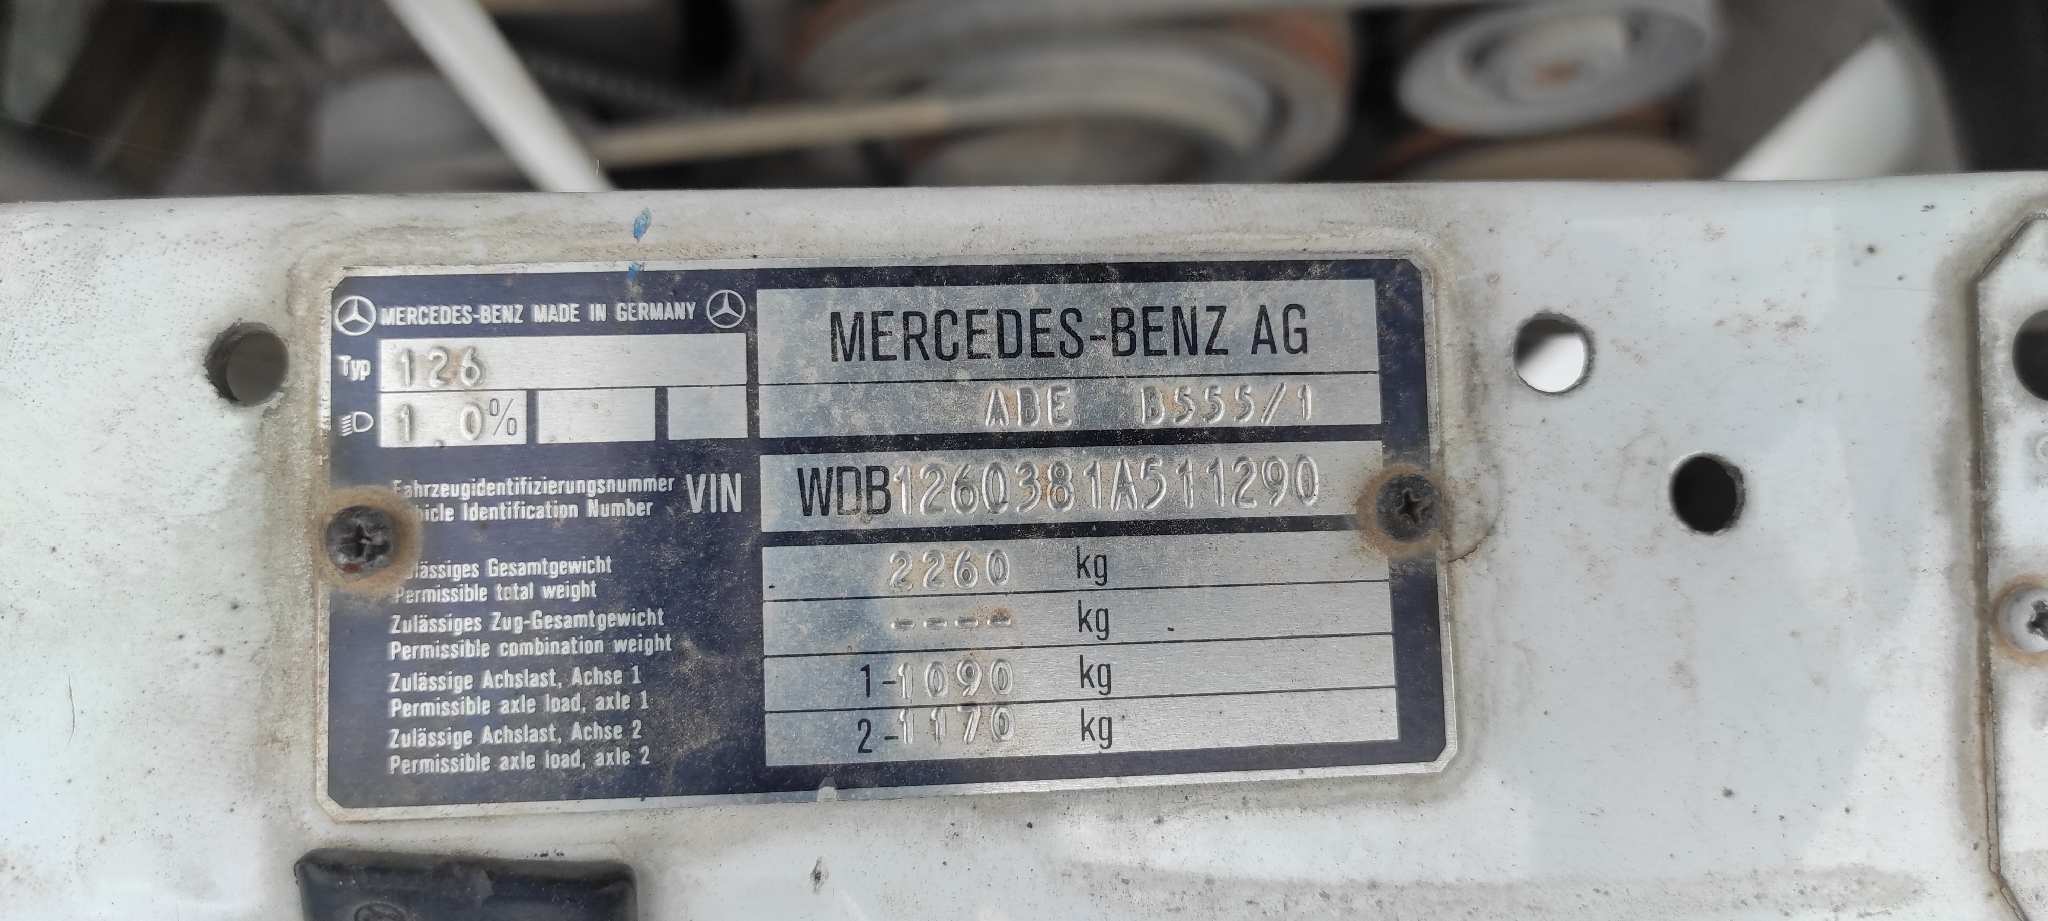 MERCEDES-BENZ MADE IN GERMANY
Typ 126
1.0%
MERCEDES-BENZ AG
ABE B555/1
Fahrzeugidentifizierungsnummer
Vehicle Identification Number
VIN WDB1260381A511290
Zulässiges Gesamtgewicht
Permissible total weight
2260 kg
Zulässiges Zug-Gesamtgewicht
Permissible combination weight
---- kg
Zulässige Achslast, Achse 1
Permissible axle load, axle 1
1-1090 kg
Zulässige Achslast, Achse 2
Permissible axle load, axle 2
2-1170 kg